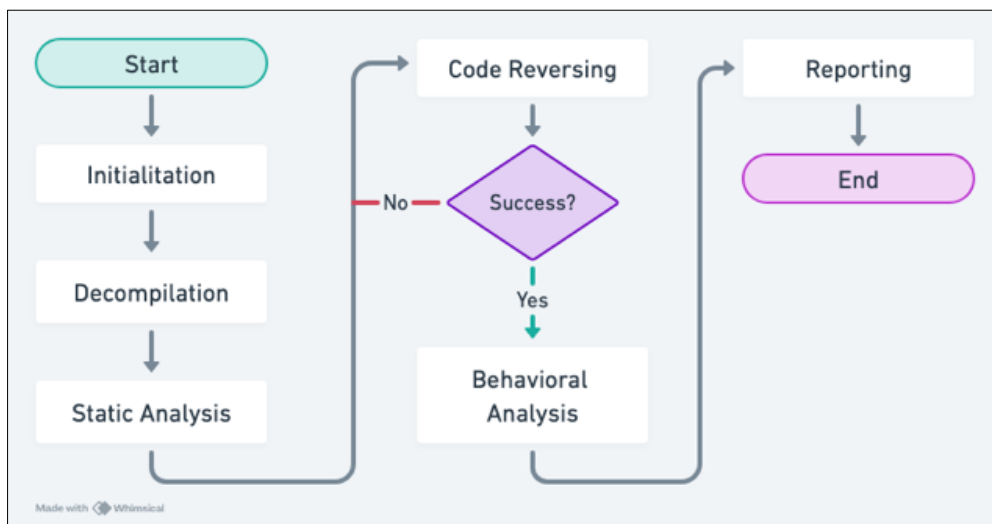 Start
Initialitation
Decompilation
Static Analysis
Code Reversing
Success?
No
Yes
Behavioral
Analysis
Reporting
End
Made with Whimsical